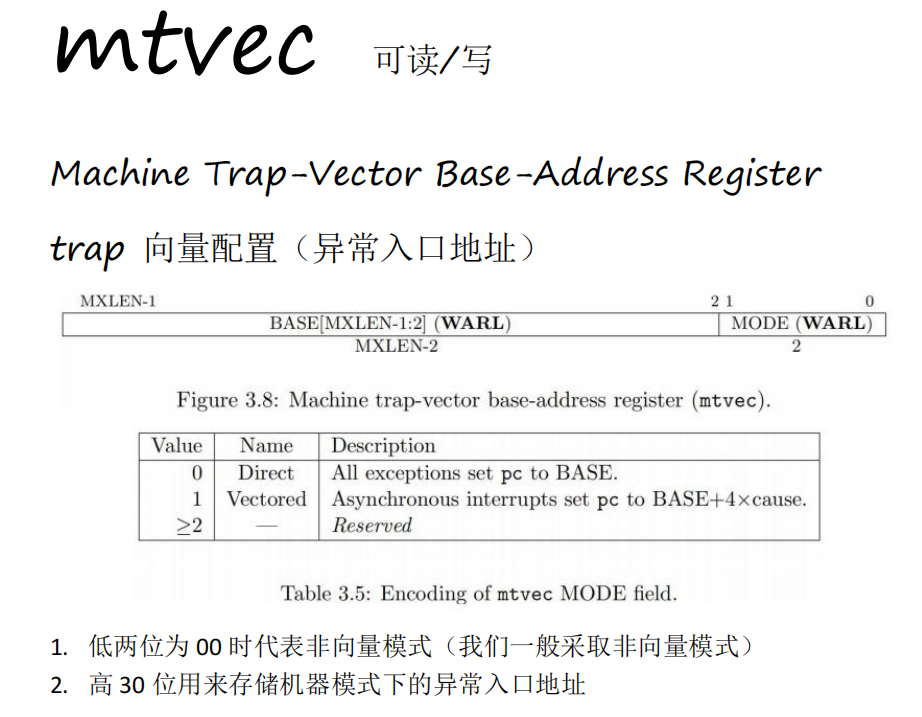 mtvec 可读/写
Machine Trap-Vector Base-Address Register
trap 向量配置（异常入口地址）
MXLEN-1 2 1 0
BASE[MXLEN-1:2] (WARL) MODE (WARL)
MXLEN-2 2
Figure 3.8: Machine trap-vector base-address register (mtvec).
Value Name Description
0 Direct All exceptions set pc to BASE.
1 Vectored Asynchronous interrupts set pc to BASE+4×cause.
≥2 — Reserved
Table 3.5: Encoding of mtvec MODE field.
1. 低两位为 00 时代表非向量模式（我们一般采取非向量模式）
2. 高 30 位用来存储机器模式下的异常入口地址